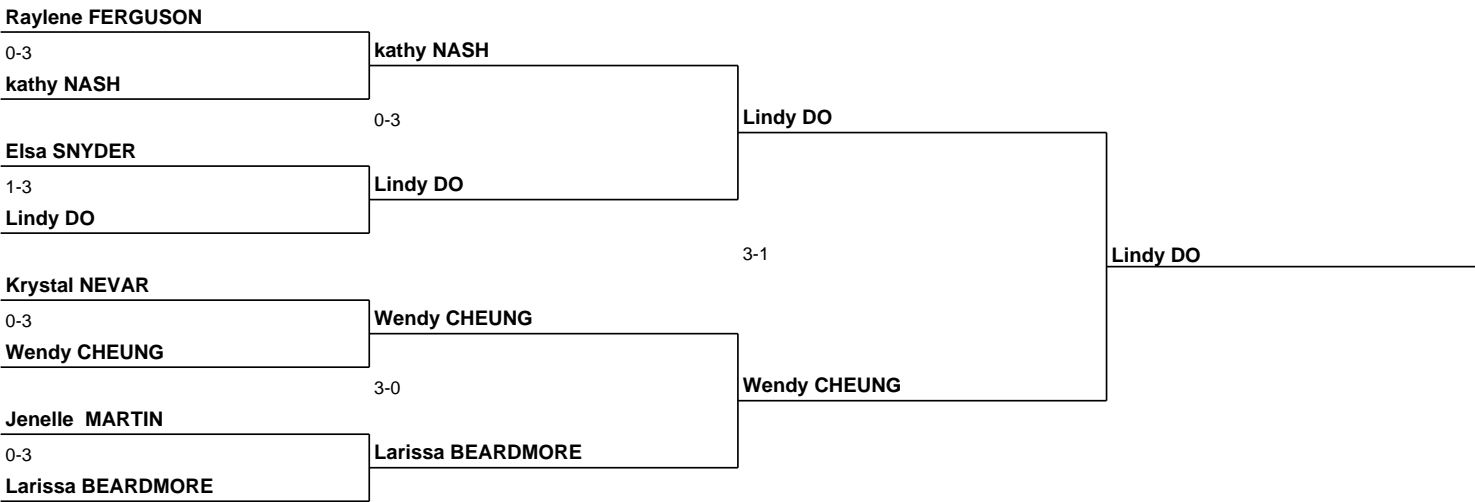 Raylene FERGUSON
0-3
kathy NASH
kathy NASH
0-3
Lindy DO
Elsa SNYDER
1-3
Lindy DO
Lindy DO
3-1
Lindy DO
Krystal NEVAR
0-3
Wendy CHEUNG
Wendy CHEUNG
3-0
Wendy CHEUNG
Jenelle  MARTIN
0-3
Larissa BEARDMORE
Larissa BEARDMORE